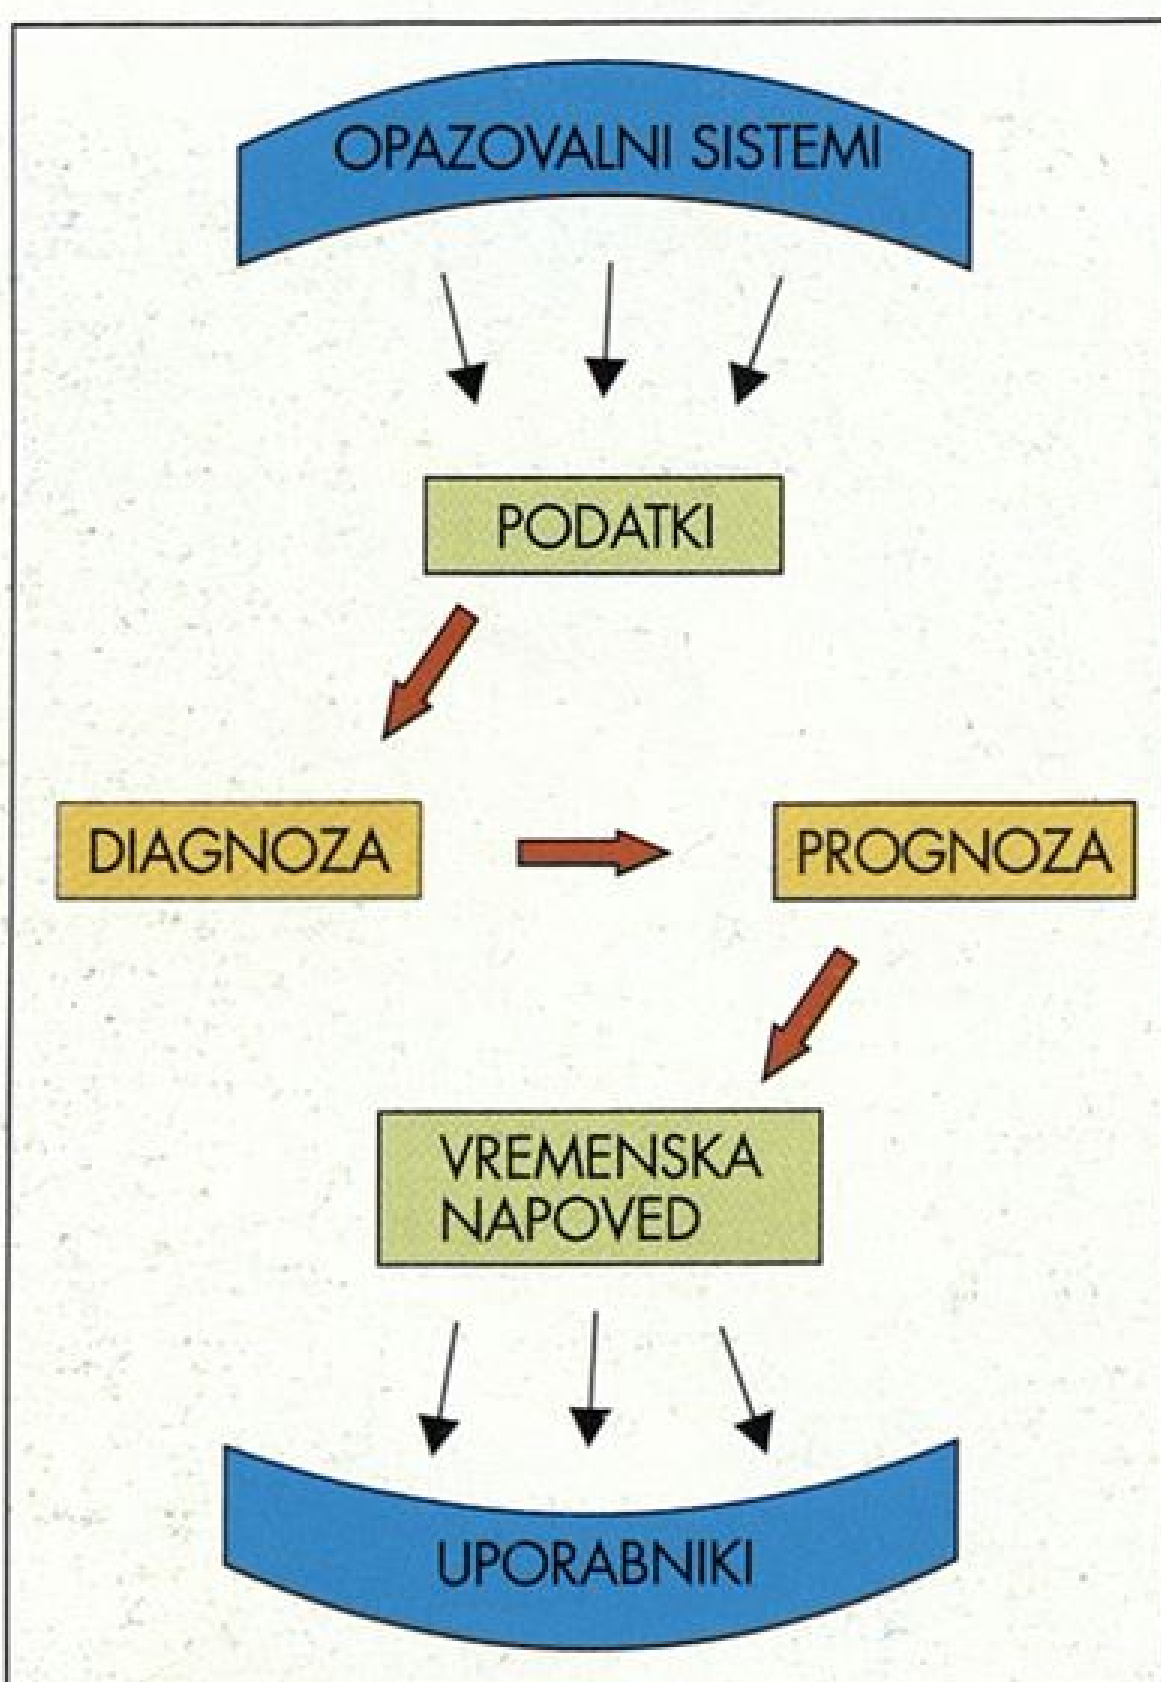 OPAZOVALNI SISTEMI
PODATKI
DIAGNOZA
PROGNOZA
VREMENSKA
NAPOVED
UPORABNIKI